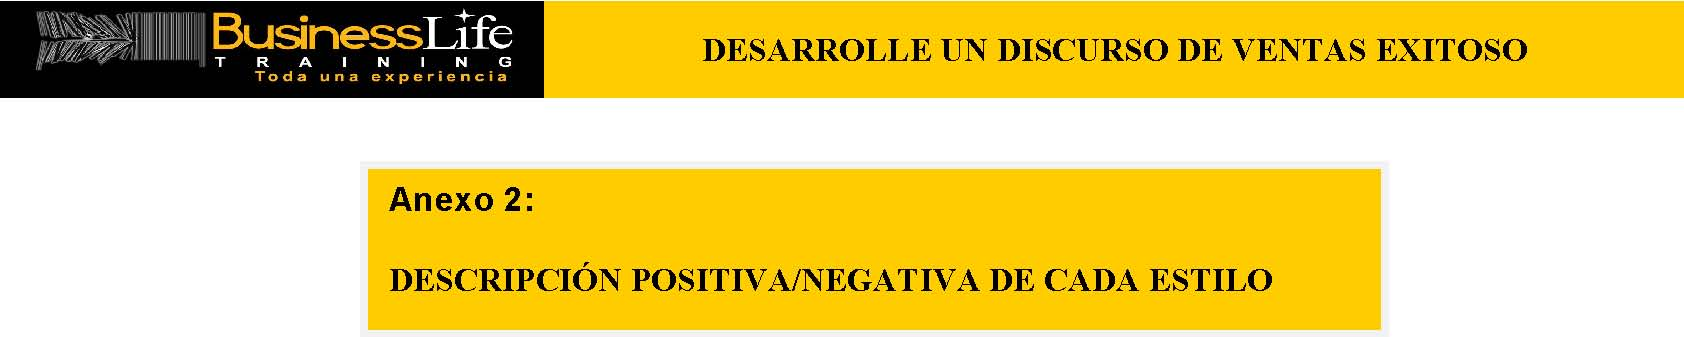 BusinessLife
TRAINING
Toda una experiencia
DESARROLLE UN DISCURSO DE VENTAS EXITOSO
Anexo 2:
DESCRIPCIÓN POSITIVA/NEGATIVA DE CADA ESTILO